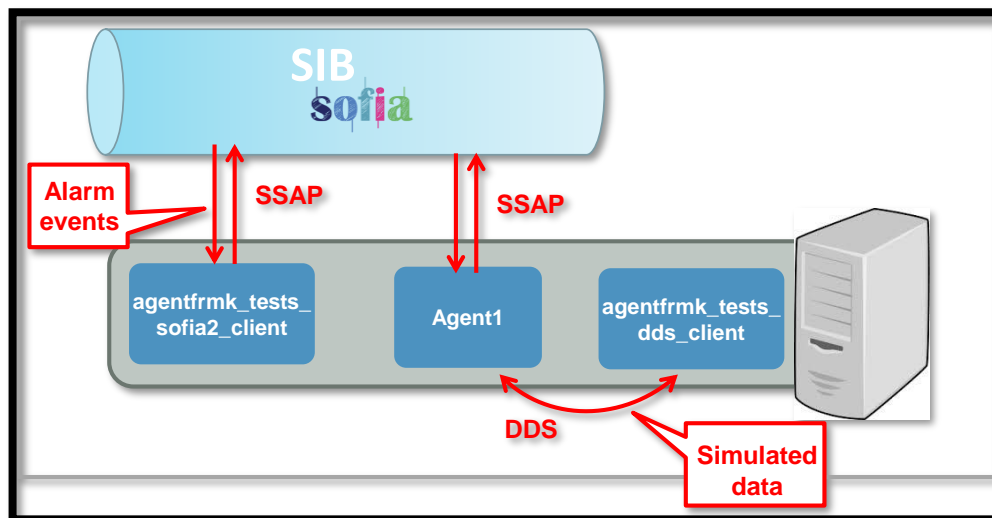 SIB
sofia
Alarm
events
SSAP
SSAP
agentfrmk_tests_
sofia2_client
Agent1
agentfrmk_tests_
dds_client
DDS
Simulated
data